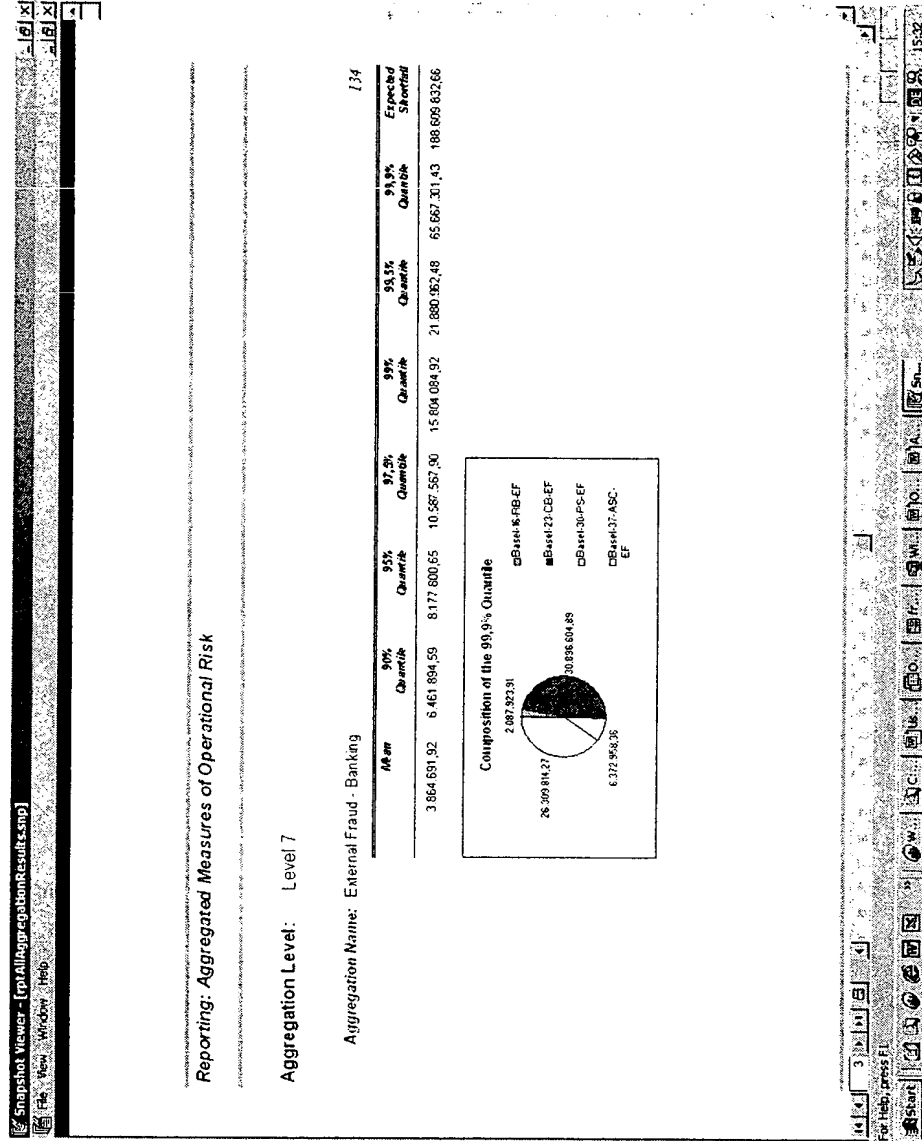 Snapshot Viewer - [rptAllAggregationResults.snp]
File View Window Help
Reporting: Aggregated Measures of Operational Risk
Aggregation Level: Level 7
Aggregation Name: External Fraud - Banking 134
Mean 90% Quantile 95% Quantile 97,5% Quantile 99% Quantile 99,5% Quantile 99,9% Quantile Expected Shortfall
3 864 691,92 6.461 894,59 8.177 800,65 10.587 567,90 15 804 084,92 21.880 962,48 65 667 301,43 188 609 832,66
Composition of the 99,9% Quantile
2.087.923,91
30.896.604,89
26.309.814,27
6.372.958,36
Basel-16-RB-EF
Basel-23-CB-EF
Basel-30-PS-EF
Basel-37-ASC-
EF
3
For Help, press F1
Start
15:32